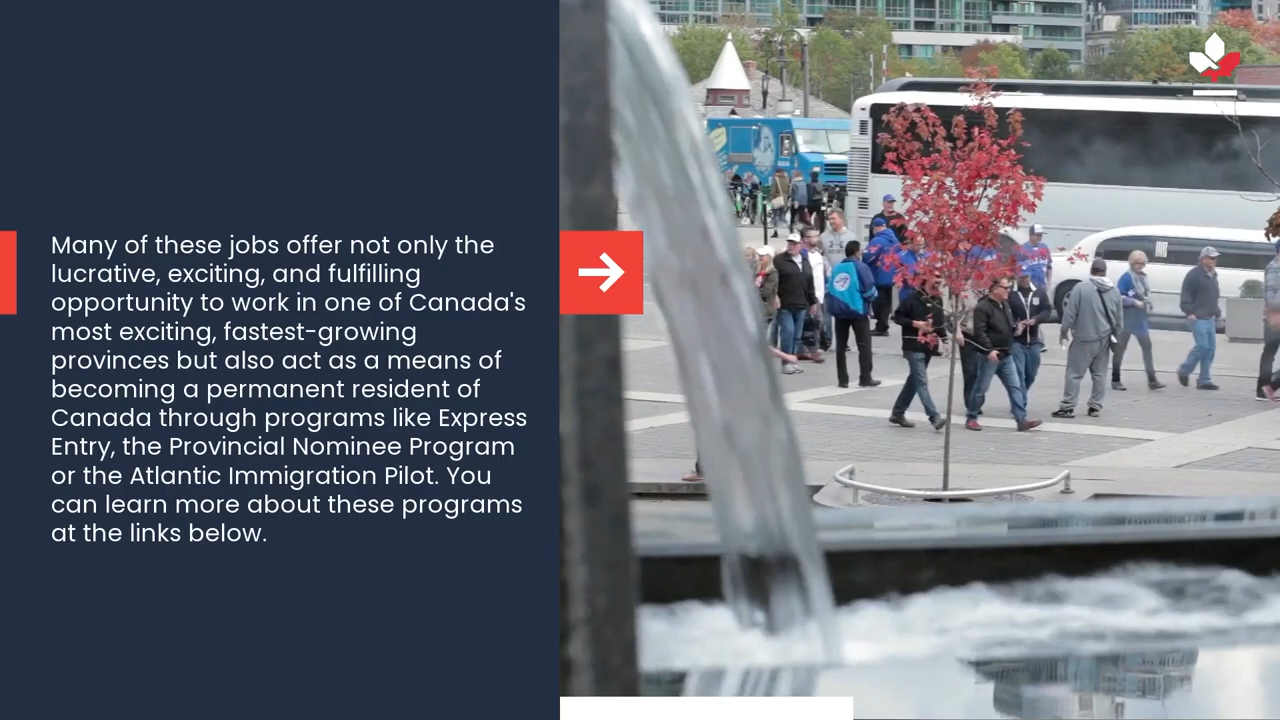 Many of these jobs offer not only the
lucrative, exciting, and fulfilling
opportunity to work in one of Canada's
most exciting, fastest-growing
provinces but also act as a means of
becoming a permanent resident of
Canada through programs like Express
Entry, the Provincial Nominee Program
or the Atlantic Immigration Pilot. You
can learn more about these programs
at the links below.